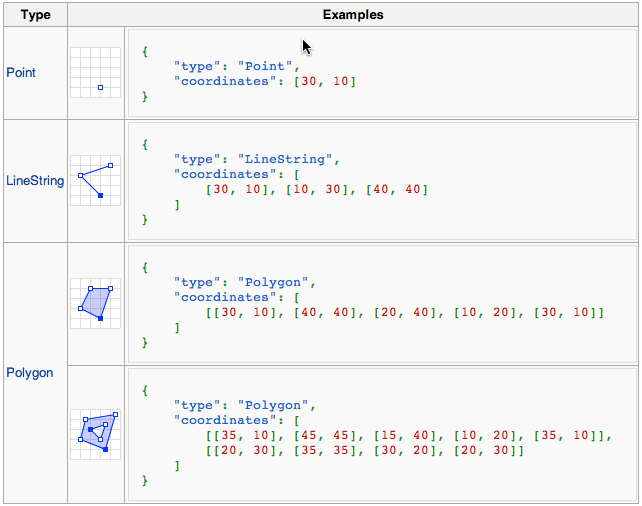 Type Examples
Point
{
"type": "Point",
"coordinates": [30, 10]
}
LineString
{
"type": "LineString",
"coordinates": [
[30, 10], [10, 30], [40, 40]
]
}
Polygon
{
"type": "Polygon",
"coordinates": [
[[30, 10], [40, 40], [20, 40], [10, 20], [30, 10]]
]
}
{
"type": "Polygon",
"coordinates": [
[[35, 10], [45, 45], [15, 40], [10, 20], [35, 10]],
[[20, 30], [35, 35], [30, 20], [20, 30]]
]
}